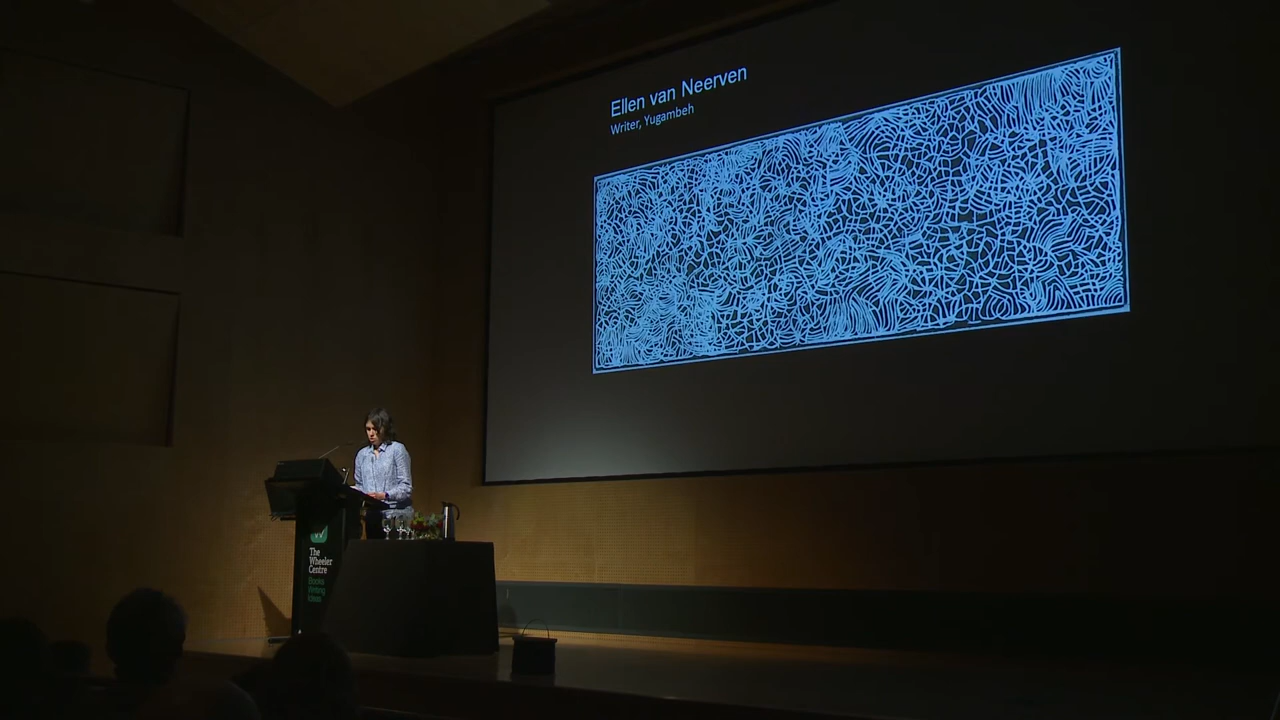 Ellen van Neerven
Writer, Yugambeh
The
Wheeler
Centre
Books
Writing
Ideas